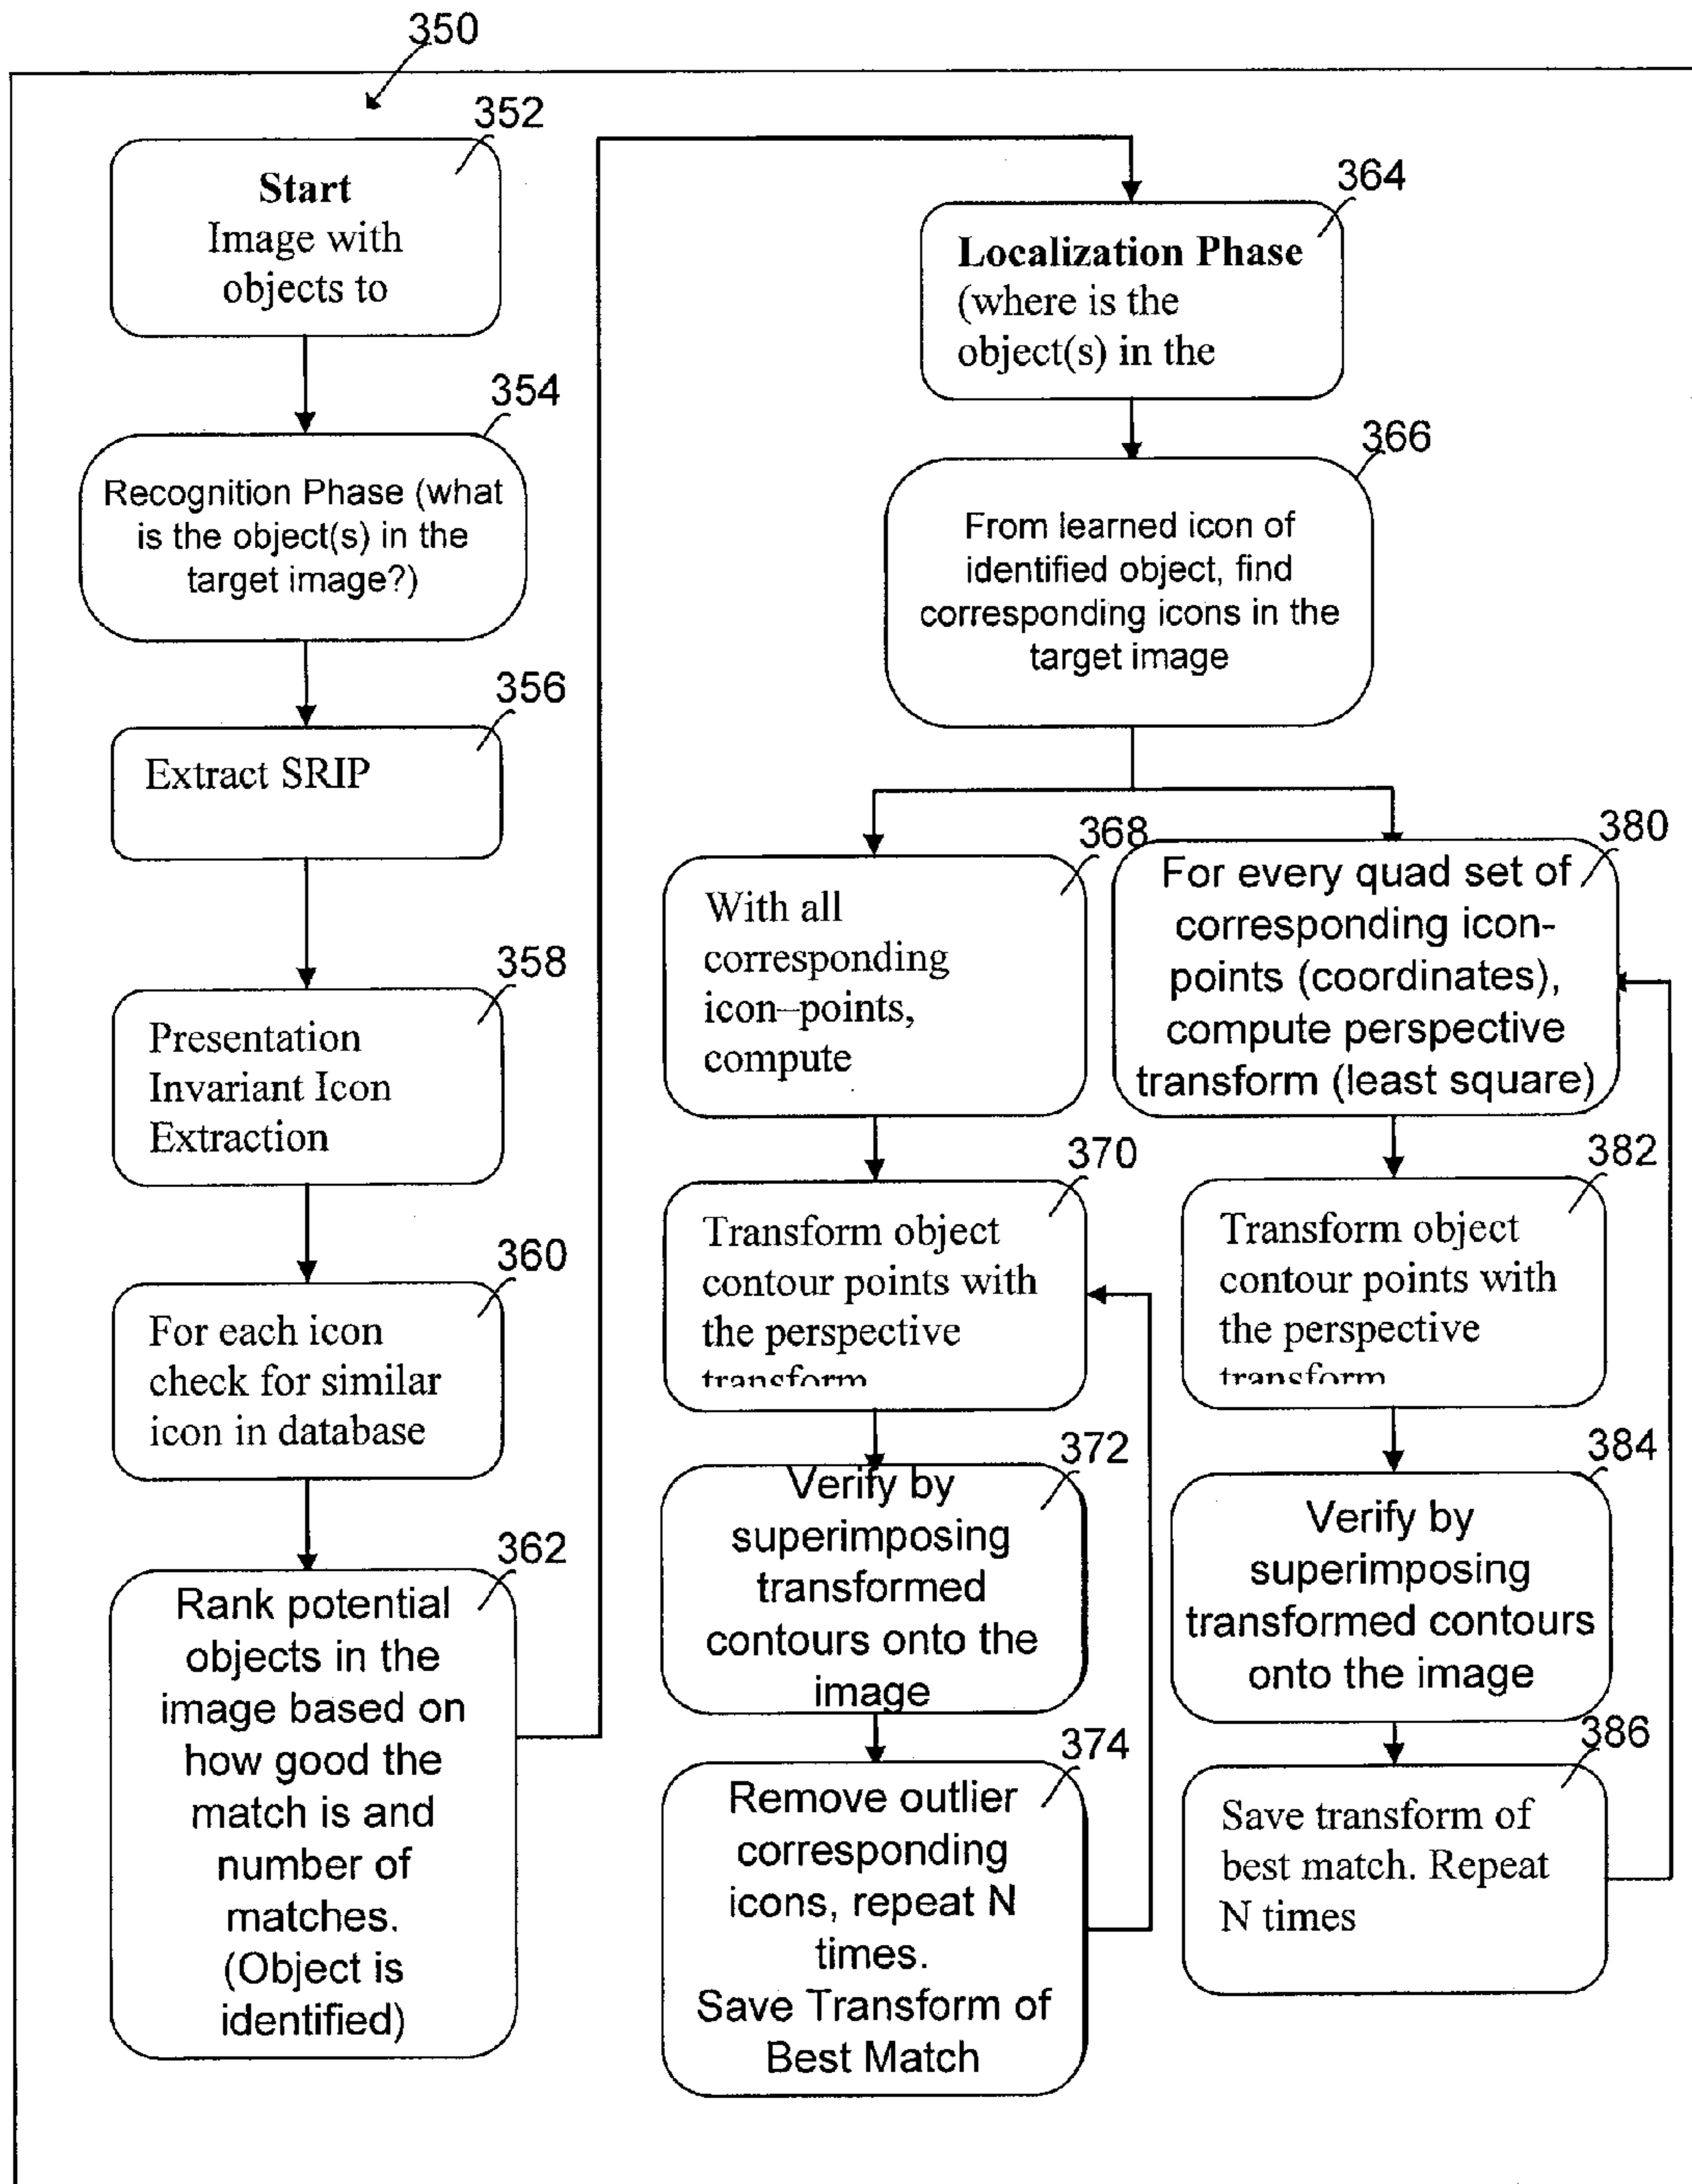 350
352
Start
Image with
objects to
354
Recognition Phase (what
is the object(s) in the
target image?)
356
Extract SRIP
358
Presentation
Invariant Icon
Extraction
360
For each icon
check for similar
icon in database
362
Rank potential
objects in the
image based on
how good the
match is and
number of
matches.
(Object is
identified)
364
Localization Phase
(where is the
object(s) in the
366
From learned icon of
identified object, find
corresponding icons in the
target image
368
With all
corresponding
icon–points,
compute
370
Transform object
contour points with
the perspective
transform
372
Verify by
superimposing
transformed
contours onto the
image
374
Remove outlier
corresponding
icons, repeat N
times.
Save Transform of
Best Match
380
For every quad set of
corresponding icon-
points (coordinates),
compute perspective
transform (least square)
382
Transform object
contour points with
the perspective
transform
384
Verify by
superimposing
transformed contours
onto the image
386
Save transform of
best match. Repeat
N times